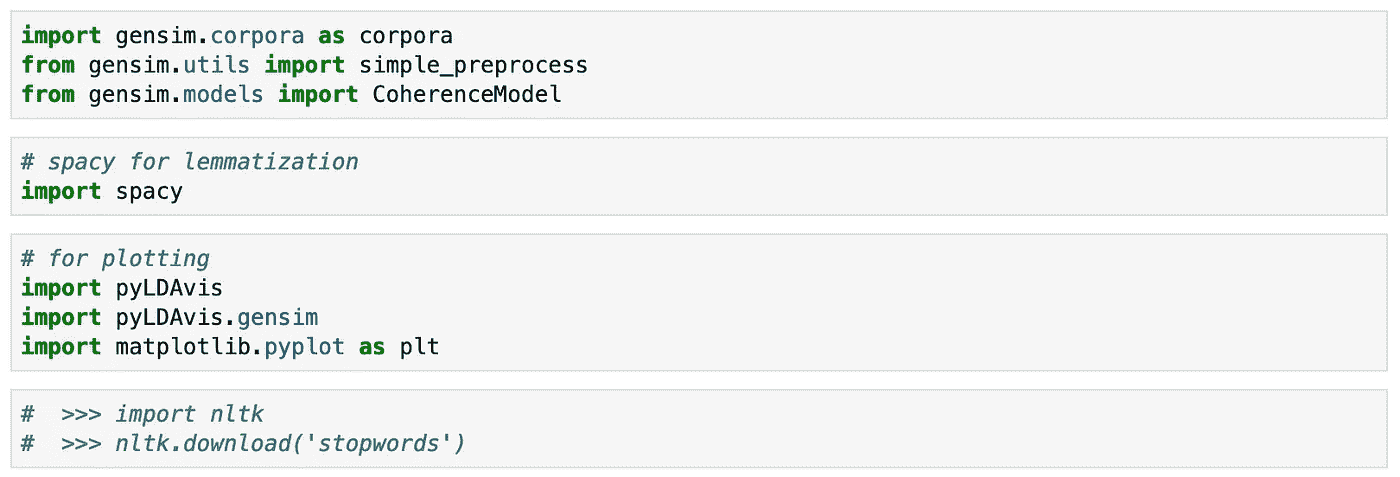 import gensim.corpora as corpora
from gensim.utils import simple_preprocess
from gensim.models import CoherenceModel
# spacy for lemmatization
import spacy
# for plotting
import pyLDAvis
import pyLDAvis.gensim
import matplotlib.pyplot as plt
#  >>> import nltk
#  >>> nltk.download('stopwords')